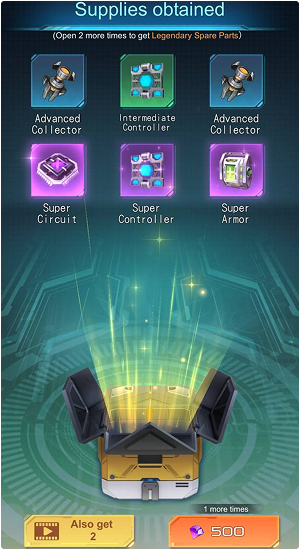 Supplies obtained
(Open 2 more times to get Legendary Spare Parts)
Advanced
Collector
Intermediate
Controller
Advanced
Collector
Super
Circuit
Super
Controller
Super
Armor
Also get
2
1 more times
500